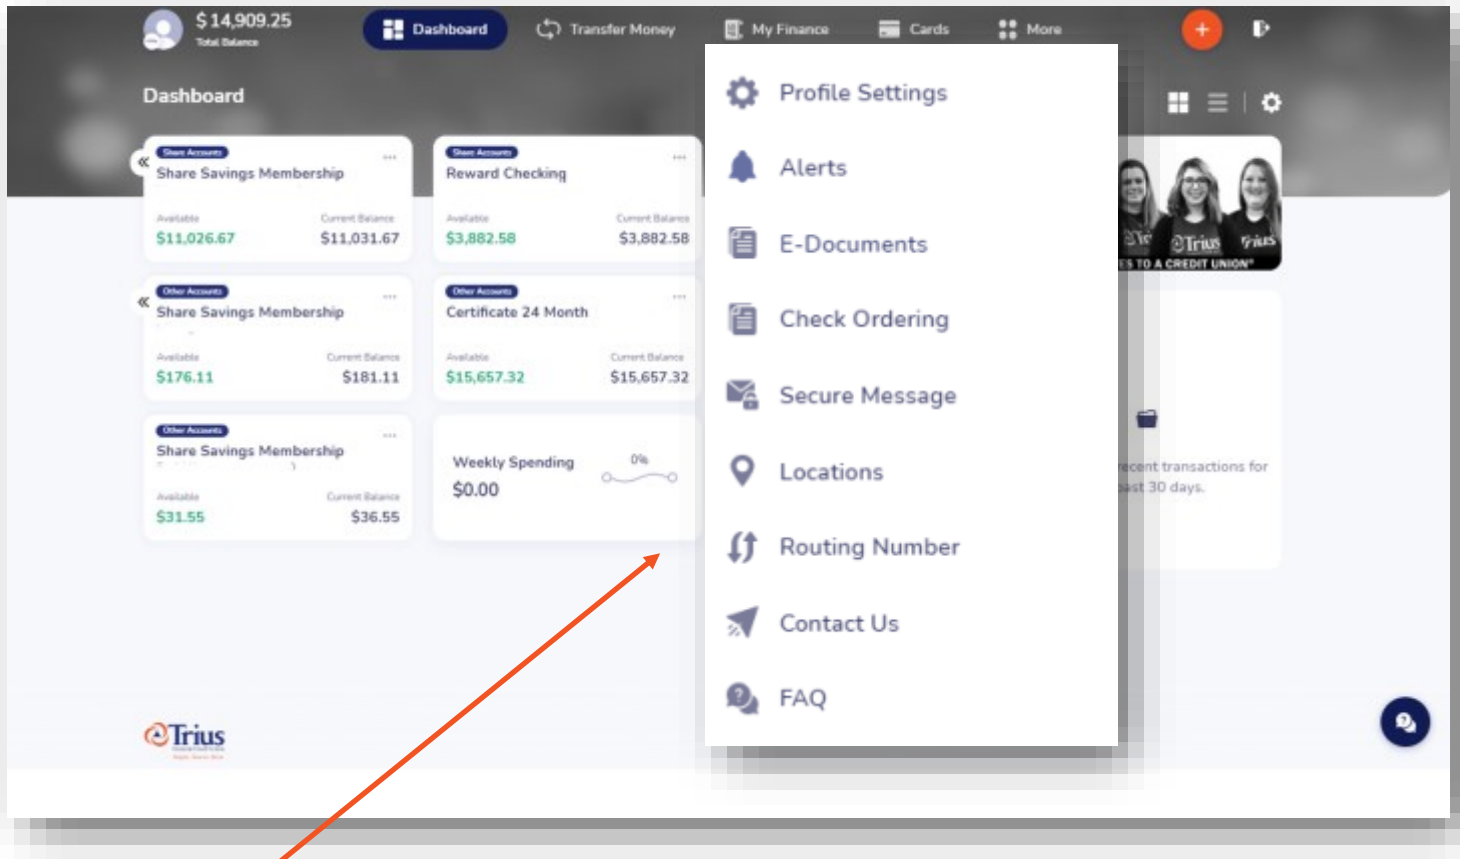 $ 14,909.25
Total Balance
Dashboard
Transfer Money
My Finance
Cards
More
Dashboard
Share Accounts
Share Savings Membership
Available
Current Balance
$11,026.67
$11,031.67
Share Accounts
Reward Checking
Available
Current Balance
$3,882.58
$3,882.58
Other Accounts
Share Savings Membership
Available
Current Balance
$176.11
$181.11
Other Accounts
Certificate 24 Month
Available
Current Balance
$15,657.32
$15,657.32
Other Accounts
Share Savings Membership
Available
Current Balance
$31.55
$36.55
Weekly Spending
0%
$0.00
Profile Settings
Alerts
E-Documents
Check Ordering
Secure Message
Locations
Routing Number
Contact Us
FAQ
Trius
TO A CREDIT UNION"
recent transactions for
past 30 days.
Trius